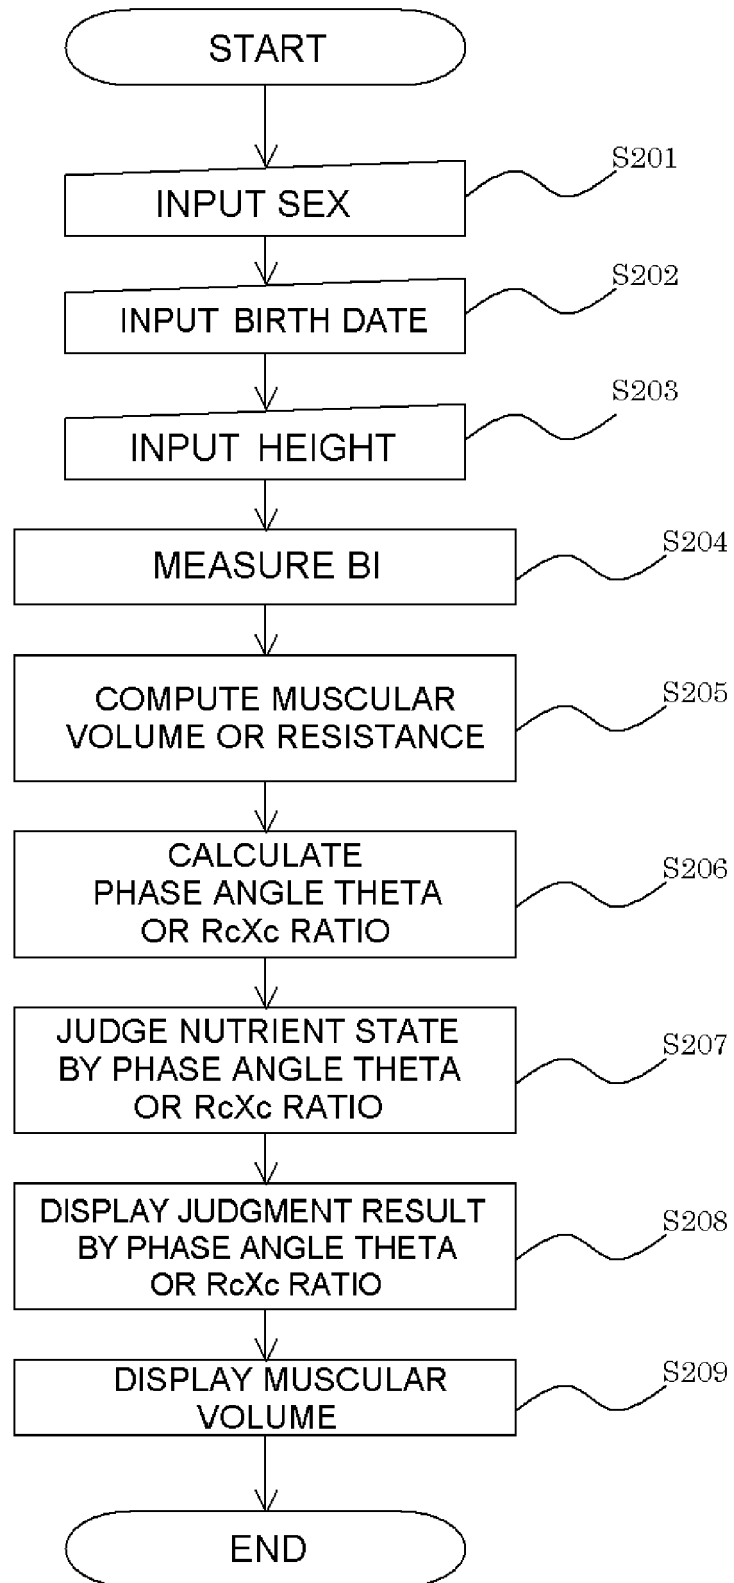 START
S201
INPUT SEX
S202
INPUT BIRTH DATE
S203
INPUT HEIGHT
S204
MEASURE BI
S205
COMPUTE MUSCULAR
VOLUME OR RESISTANCE
S206
CALCULATE
PHASE ANGLE THETA
OR RcXc RATIO
S207
JUDGE NUTRIENT STATE
BY PHASE ANGLE THETA
OR RcXc RATIO
S208
DISPLAY JUDGMENT RESULT
BY PHASE ANGLE THETA
OR RcXc RATIO
S209
DISPLAY MUSCULAR
VOLUME
END